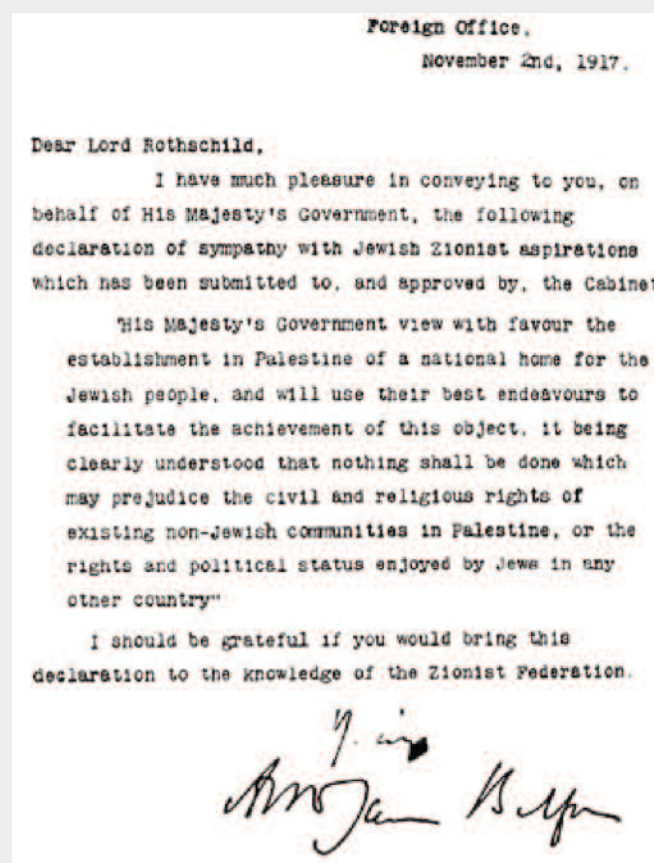 Foreign Office,
November 2nd, 1917.
Dear Lord Rothschild,
I have much pleasure in conveying to you, on
behalf of His Majesty's Government, the following
declaration of sympathy with Jewish Zionist aspirations
which has been submitted to, and approved by, the Cabinet
"His Majesty's Government view with favour the
establishment in Palestine of a national home for the
Jewish people, and will use their best endeavours to
facilitate the achievement of this object, it being
clearly understood that nothing shall be done which
may prejudice the civil and religious rights of
existing non-Jewish communities in Palestine, or the
rights and political status enjoyed by Jews in any
other country"
I should be grateful if you would bring this
declaration to the knowledge of the Zionist Federation.
Arthur James Balfour